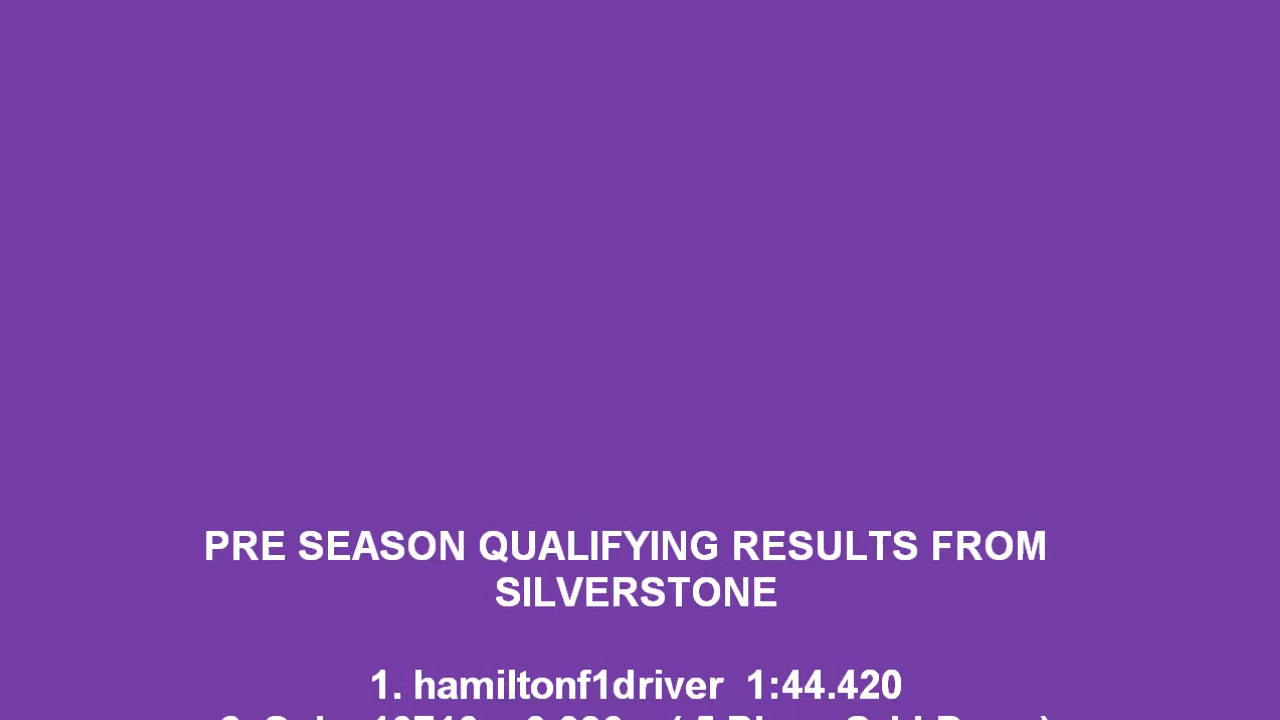 PRE SEASON QUALIFYING RESULTS FROM
SILVERSTONE
1. hamiltonf1driver 1:44.420